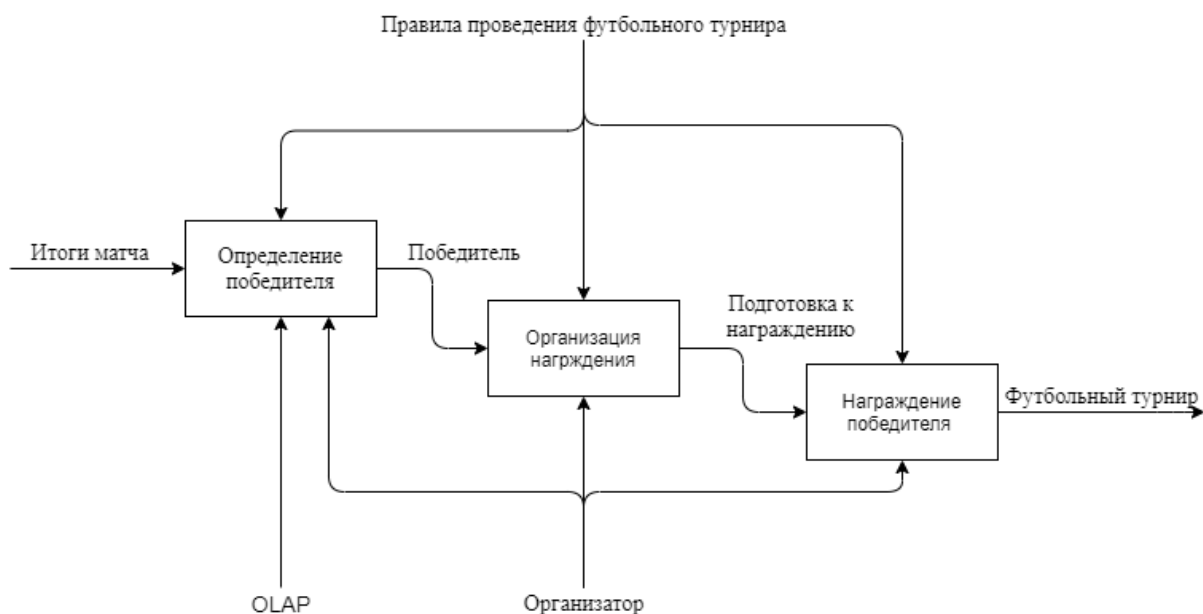 Правила проведения футбольного турнира
Итоги матча
Определение
победителя
Победитель
Организация
нагрждения
Подготовка к
награждению
Награждение
победителя
Футбольный турнир
OLAP
Организатор